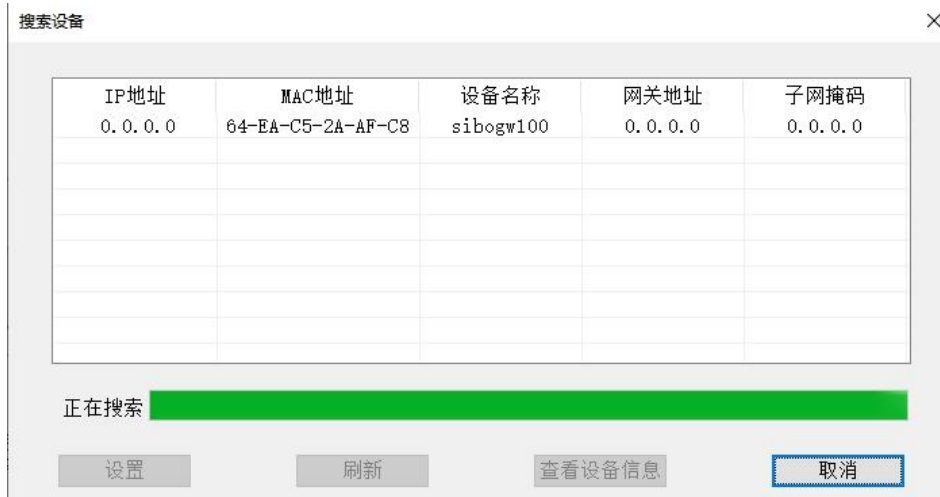 搜索设备
IP地址 MAC地址 设备名称 网关地址 子网掩码
0.0.0.0 64-EA-C5-2A-AF-C8 sibogw100 0.0.0.0 0.0.0.0
正在搜索
设置 刷新 查看设备信息 取消